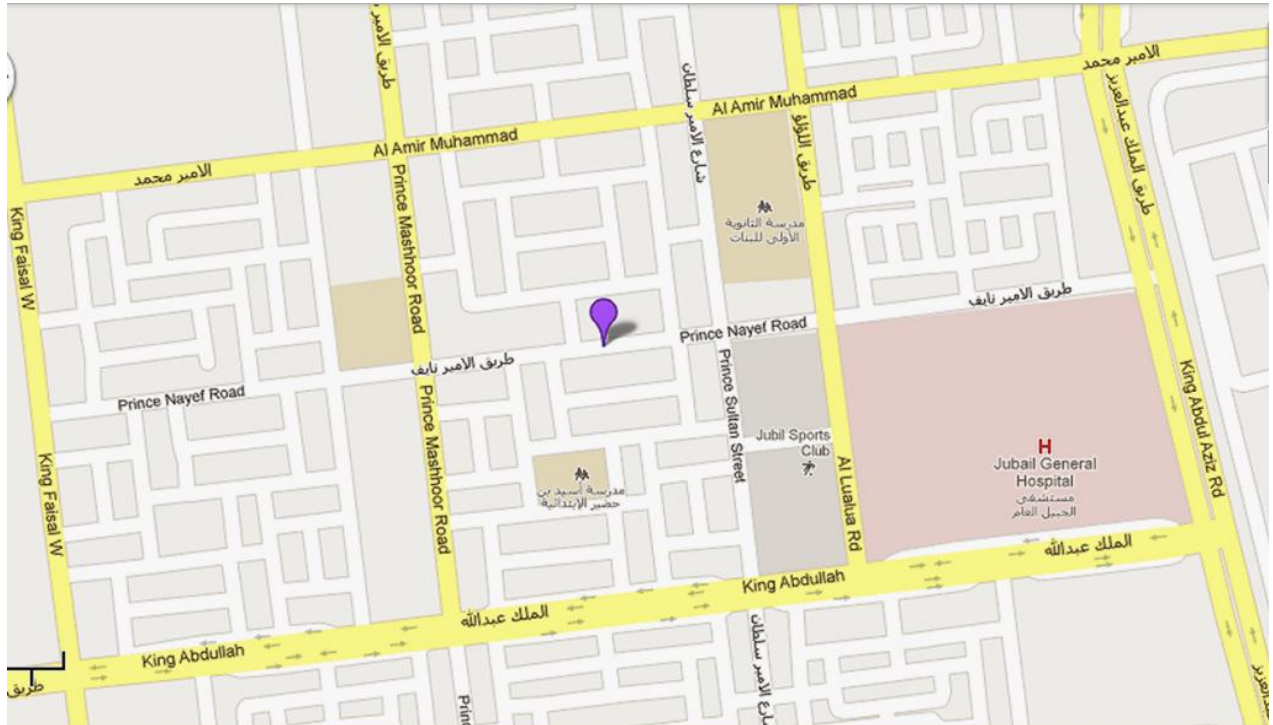 طريق الامير
شارع الامير سلطان
Al Amir Muhammad
الامير محمد
طريق الملك عبدالعزيز
Al Amir Muhammad
طريق اللؤلؤ
الامير محمد
King Faisal W
Prince Mashhoor Road
مدرسة الثانوية
الأولى للبنات
طريق الامير نايف
Prince Nayef Road
طريق الامير نايف
Prince Nayef Road
Prince Sultan Street
King Abdul Aziz Rd
Prince Mashhoor Road
Jubil Sports
Club
H
Jubail General
Hospital
مستشفى
الجبيل العام
King Faisal W
مدرسة أسيد بن
حضير الإبتدائية
Al Lualua Rd
الملك عبدالله
King Abdullah
الملك عبدالله
King Abdullah
شارع الامير سلطان
طريق
Prin